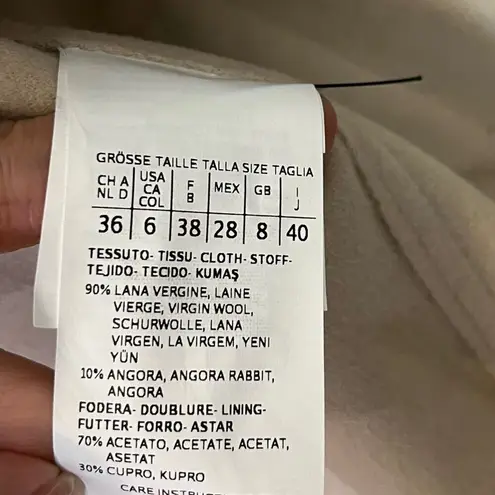 GRÖSSE TAILLE TALLA SIZE TAGLIA
CH A NL D USA CA COL F B MEX GB I J
36 6 38 28 8 40
TESSUTO- TISSU- CLOTH- STOFF-
TEJIDO- TECIDO- KUMAŞ
90% LANA VERGINE, LAINE
VIERGE, VIRGIN WOOL,
SCHURWOLLE, LANA
VIRGEN, LA VIRGEM, YENI
YÜN
10% ANGORA, ANGORA RABBIT,
ANGORA
FODERA- DOUBLURE- LINING-
FUTTER- FORRO- ASTAR
70% ACETATO, ACETATE, ACETAT,
ASETAT
30% CUPRO, KUPRO
CARE